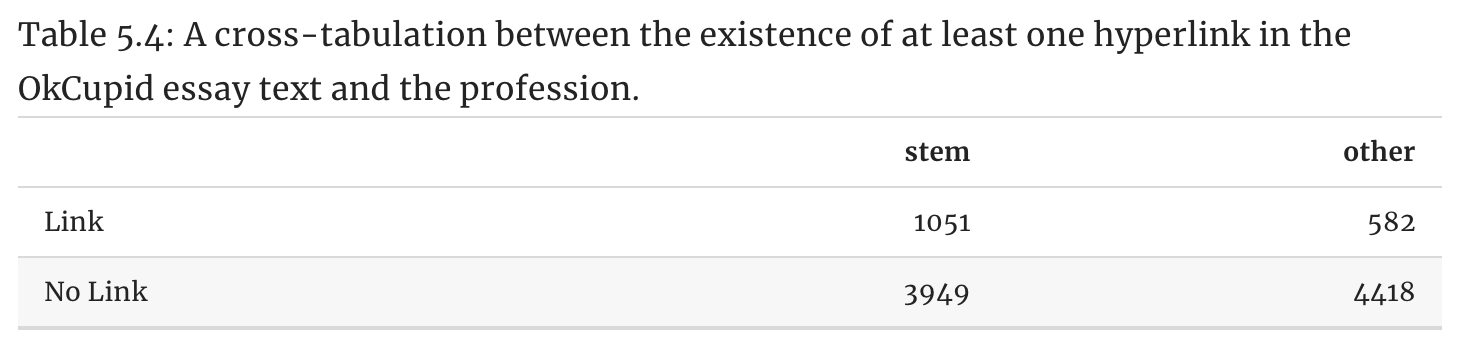 Table 5.4: A cross-tabulation between the existence of at least one hyperlink in the
OkCupid essay text and the profession.
stem other
Link 1051 582
No Link 3949 4418